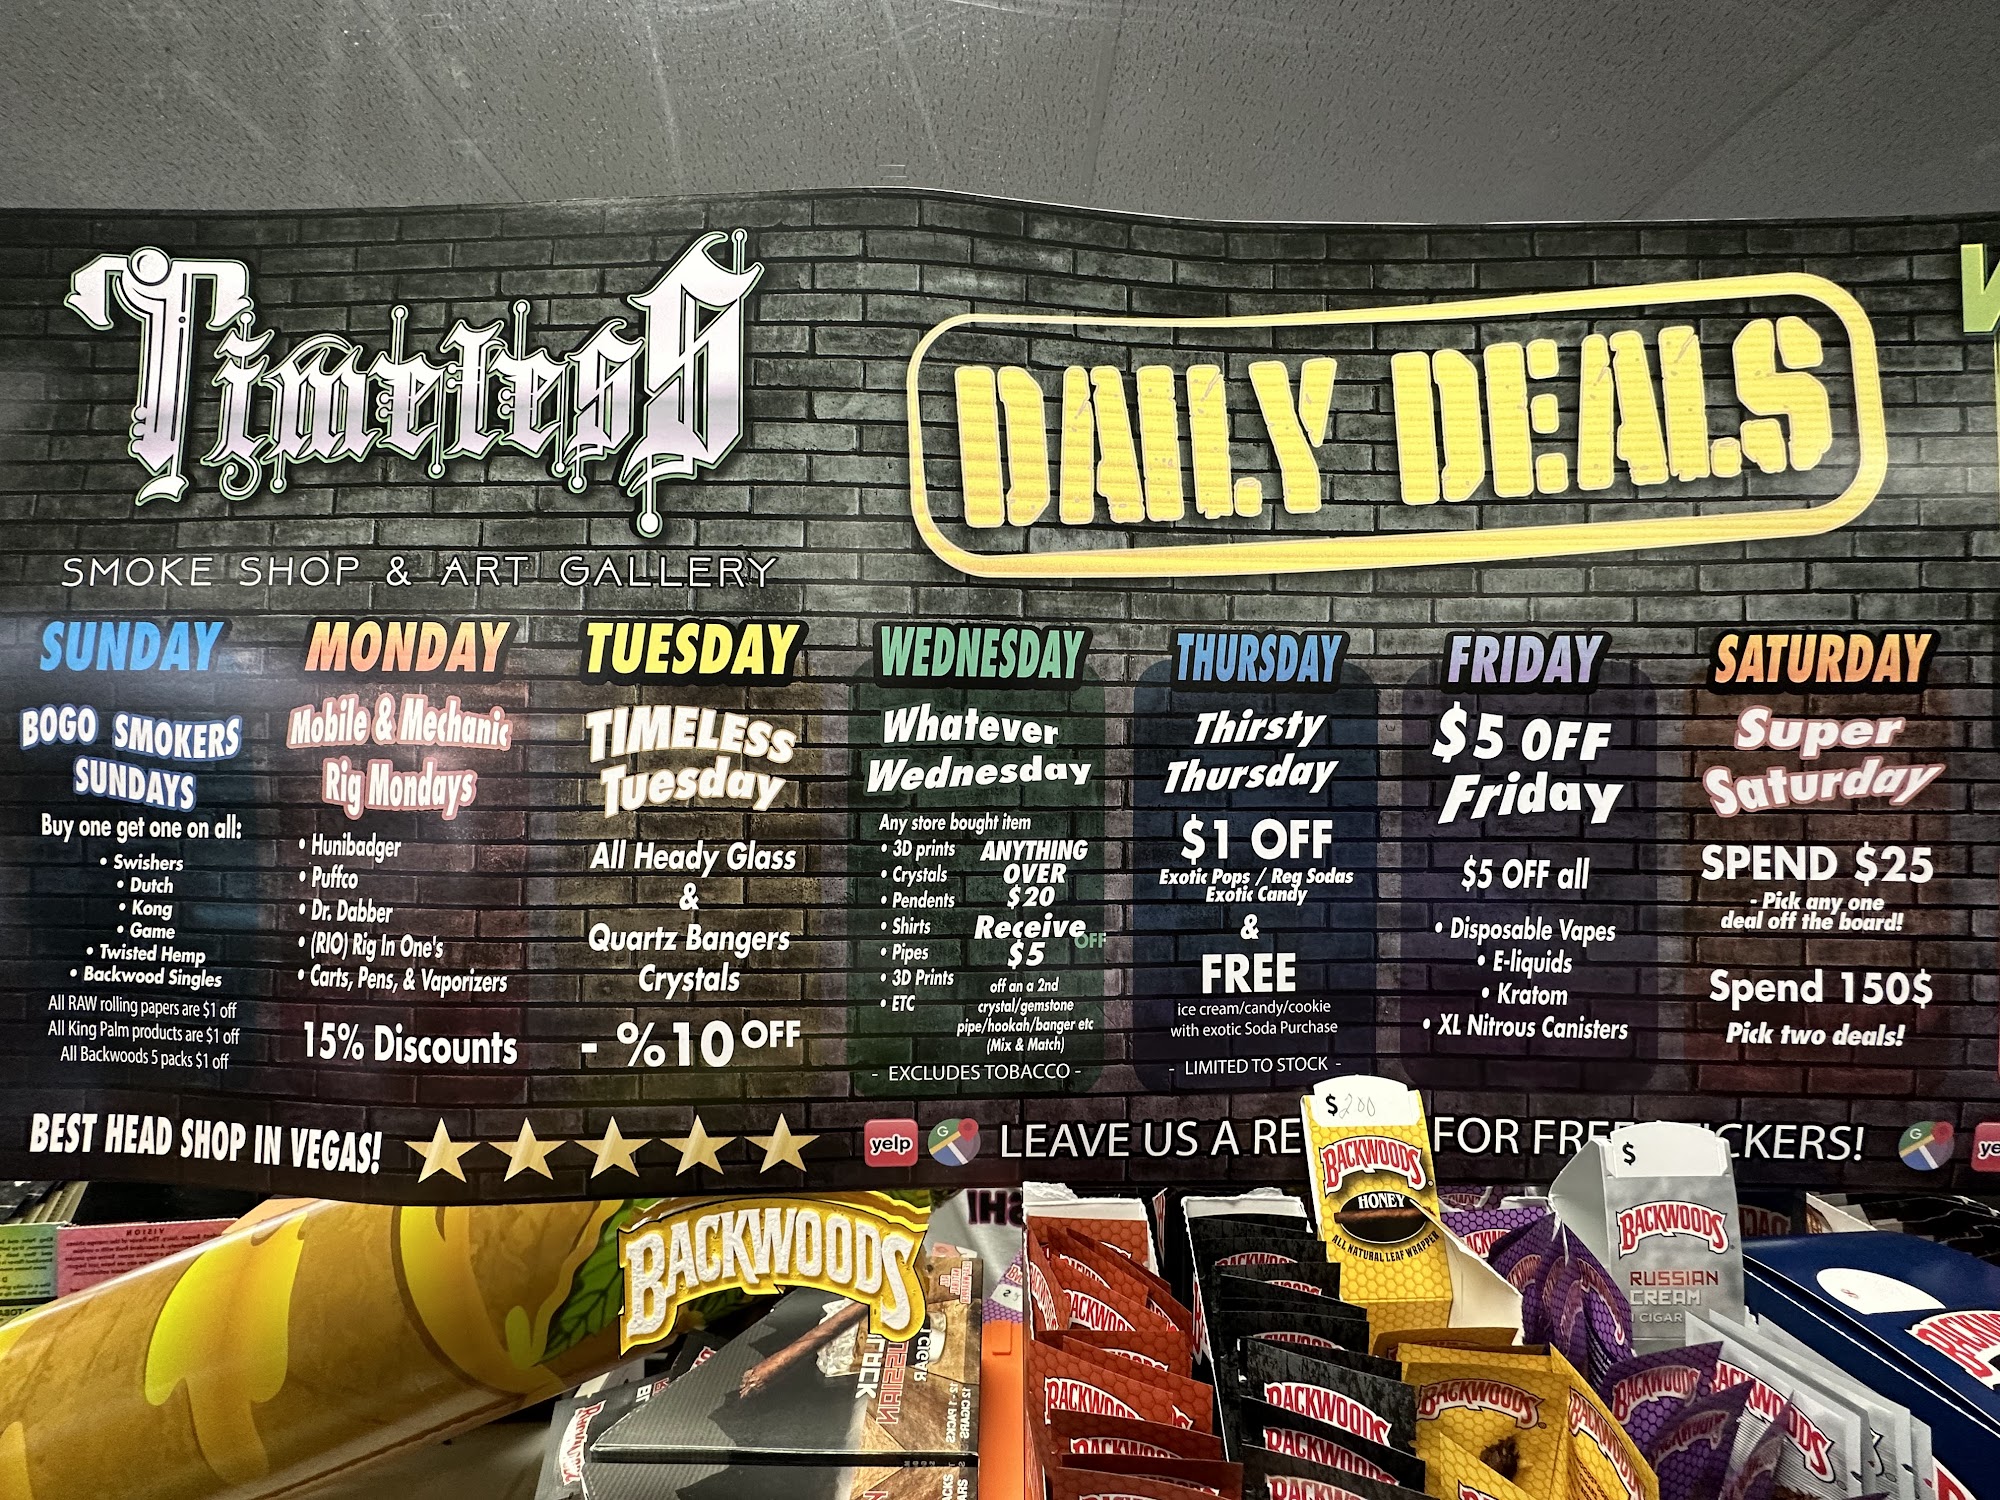 Timeless
SMOKE SHOP & ART GALLERY
DAILY DEALS
SUNDAY
BOGO SMOKERS
SUNDAYS
Buy one get one on all:
• Swishers
• Dutch
• Kong
• Game
• Twisted Hemp
• Backwood Singles
All RAW rolling papers are $1 off
All King Palm products are $1 off
All Backwoods 5 packs $1 off
MONDAY
Mobile & Mechanic
Rig Mondays
• Hunibadger
• Puffco
• Dr. Dabber
• (RIO) Rig In One's
• Carts, Pens, & Vaporizers
15% Discounts
TUESDAY
TIMELESS
Tuesday
All Heady Glass
&
Quartz Bangers
Crystals
- %10 OFF
WEDNESDAY
Whatever
Wednesday
Any store bought item
• 3D prints
• Crystals
• Pendents
• Shirts
• Pipes
• 3D Prints
• ETC
ANYTHING
OVER
$20
Receive
$5 OFF
off an a 2nd
crystal/gemstone
pipe/hookah/banger etc
(Mix & Match)
- EXCLUDES TOBACCO -
THURSDAY
Thirsty
Thursday
$1 OFF
Exotic Pops / Reg Sodas
Exotic Candy
&
FREE
ice cream/candy/cookie
with exotic Soda Purchase
- LIMITED TO STOCK -
FRIDAY
$5 OFF
Friday
$5 OFF all
• Disposable Vapes
• E-liquids
• Kratom
• XL Nitrous Canisters
SATURDAY
Super
Saturday
SPEND $25
- Pick any one
deal off the board!
Spend 150$
Pick two deals!
BEST HEAD SHOP IN VEGAS!
yelp
G
LEAVE US A RE FOR FRE CKERS!
G
ye
$200
BACKWOODS
HONEY
ALL NATURAL LEAF WRAPPER
$
BACKWOODS
RUSSIAN
CREAM
CIGAR
BACKWOODS
BACKWOODS
BACKWOODS
BACKWOODS
BACKWOODS
BACKWOODS
BACKWOODS